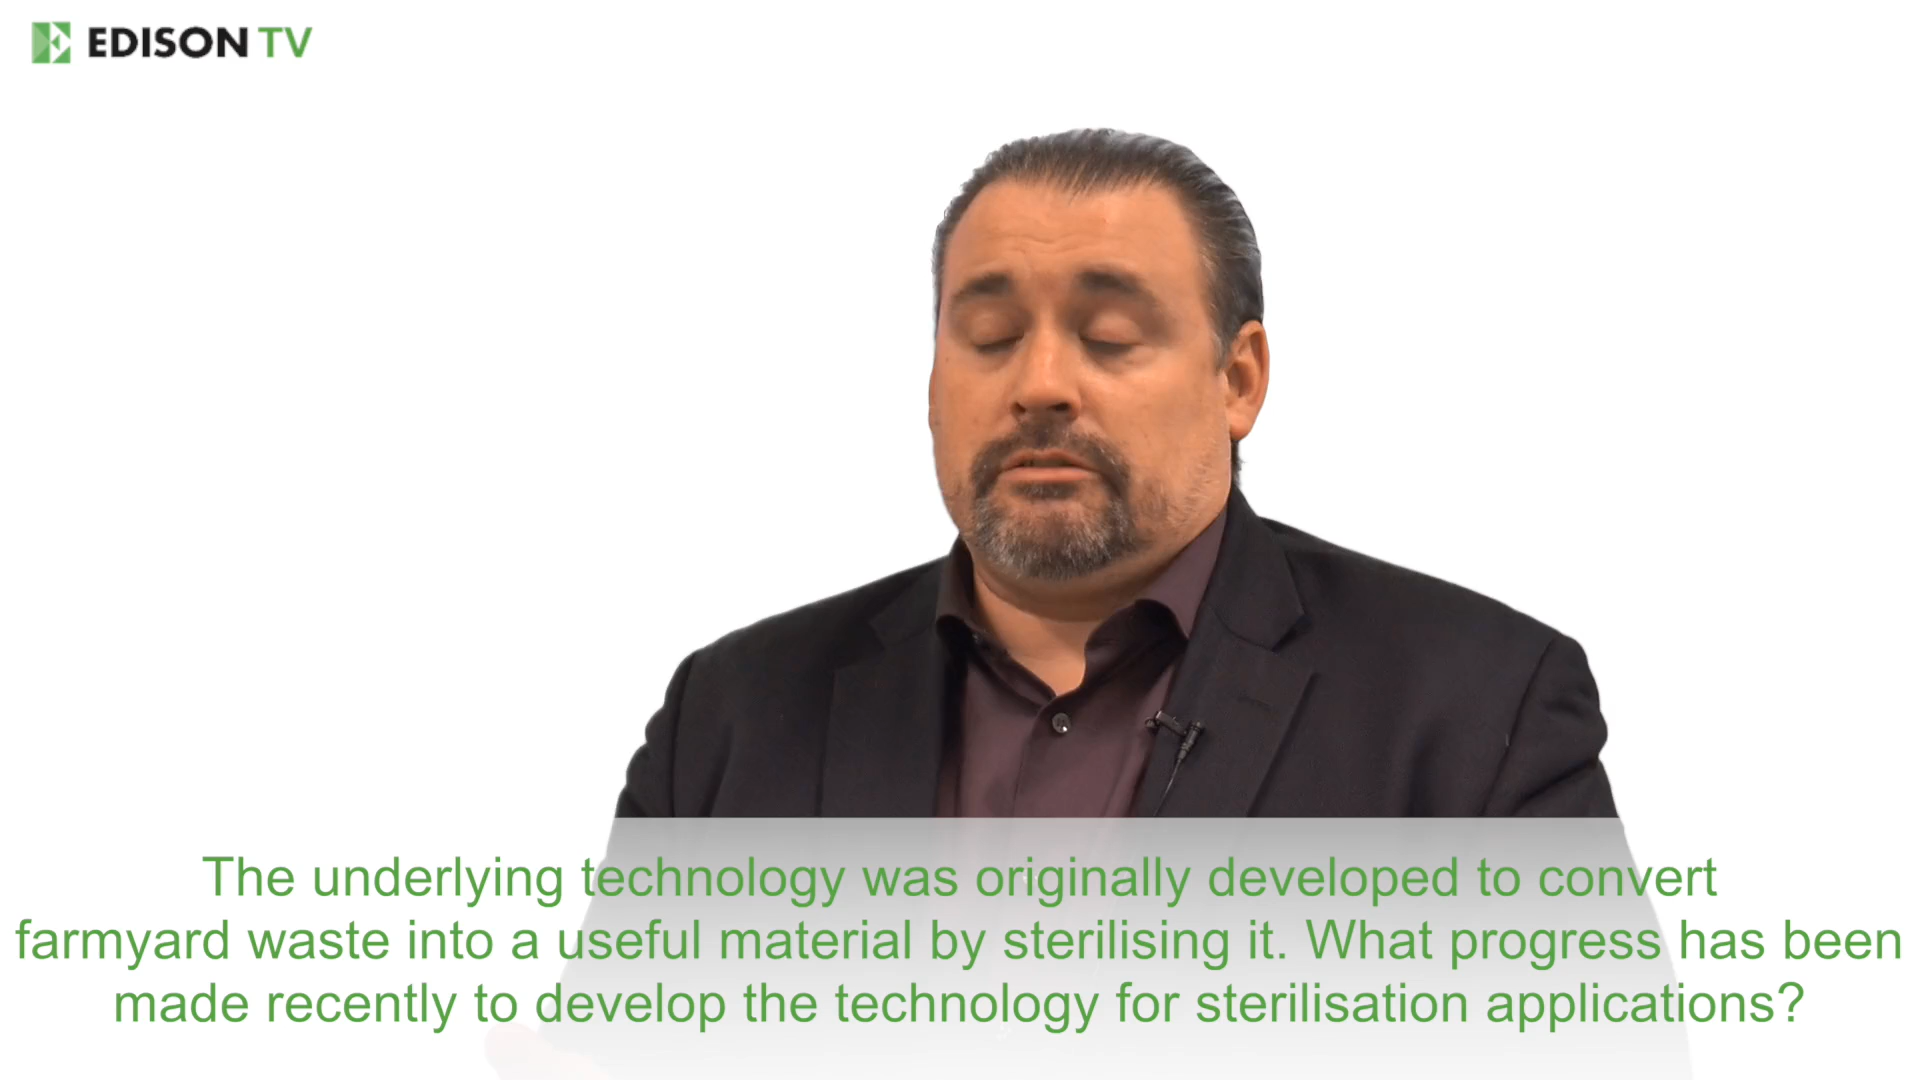 EDISON TV
The underlying technology was originally developed to convert
farmyard waste into a useful material by sterilising it. What progress has been
made recently to develop the technology for sterilisation applications?